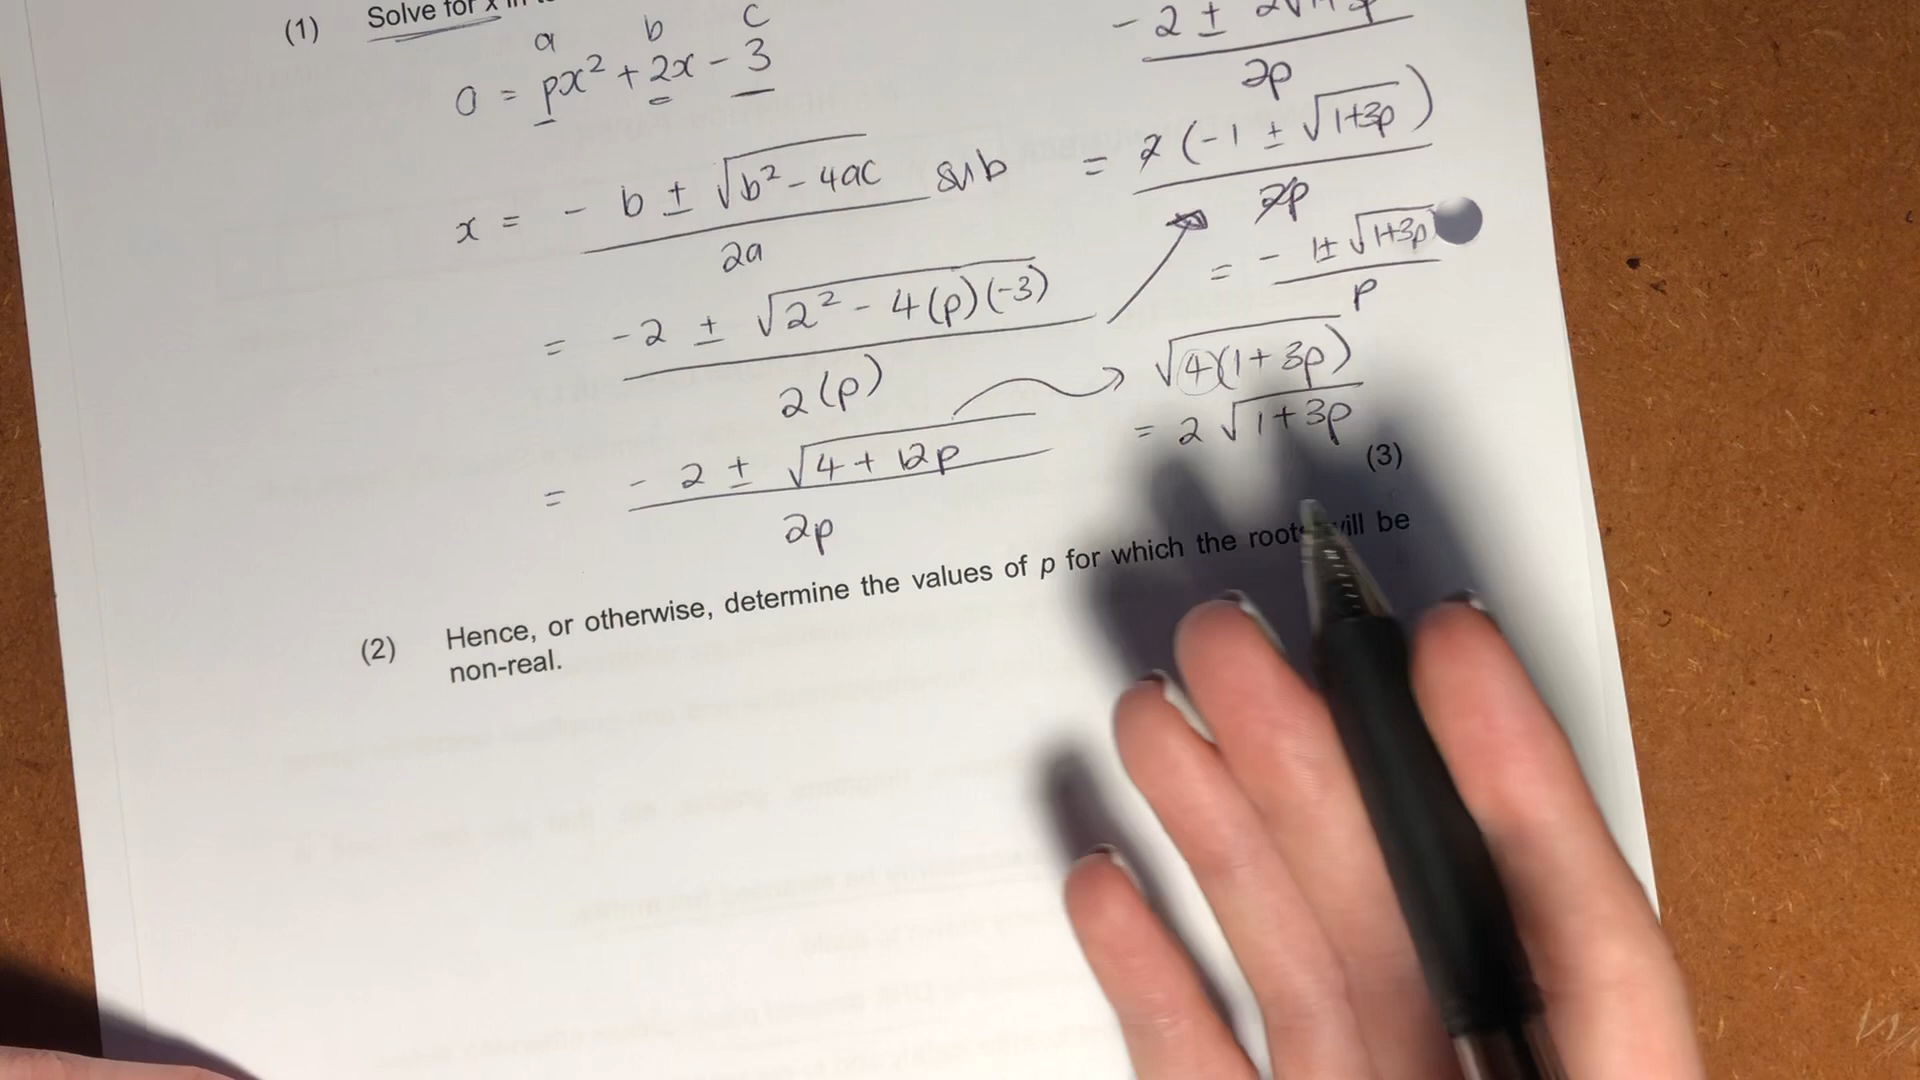 (1) Solve for x in
a b c
0 = px² + 2x - 3
x = - b ± √b² - 4ac sub
2a
= -2 ± √2² - 4(p)(-3)
2(p)
= - 2 ± √4 + 12p
2p
- 2 ± 2√1+3p
2p
= 2(-1 ± √1+3p)
2p
= - 1± √1+3p
p
√4(1+3p)
= 2√1+3p
(3)
(2) Hence, or otherwise, determine the values of p for which the roots will be
non-real.